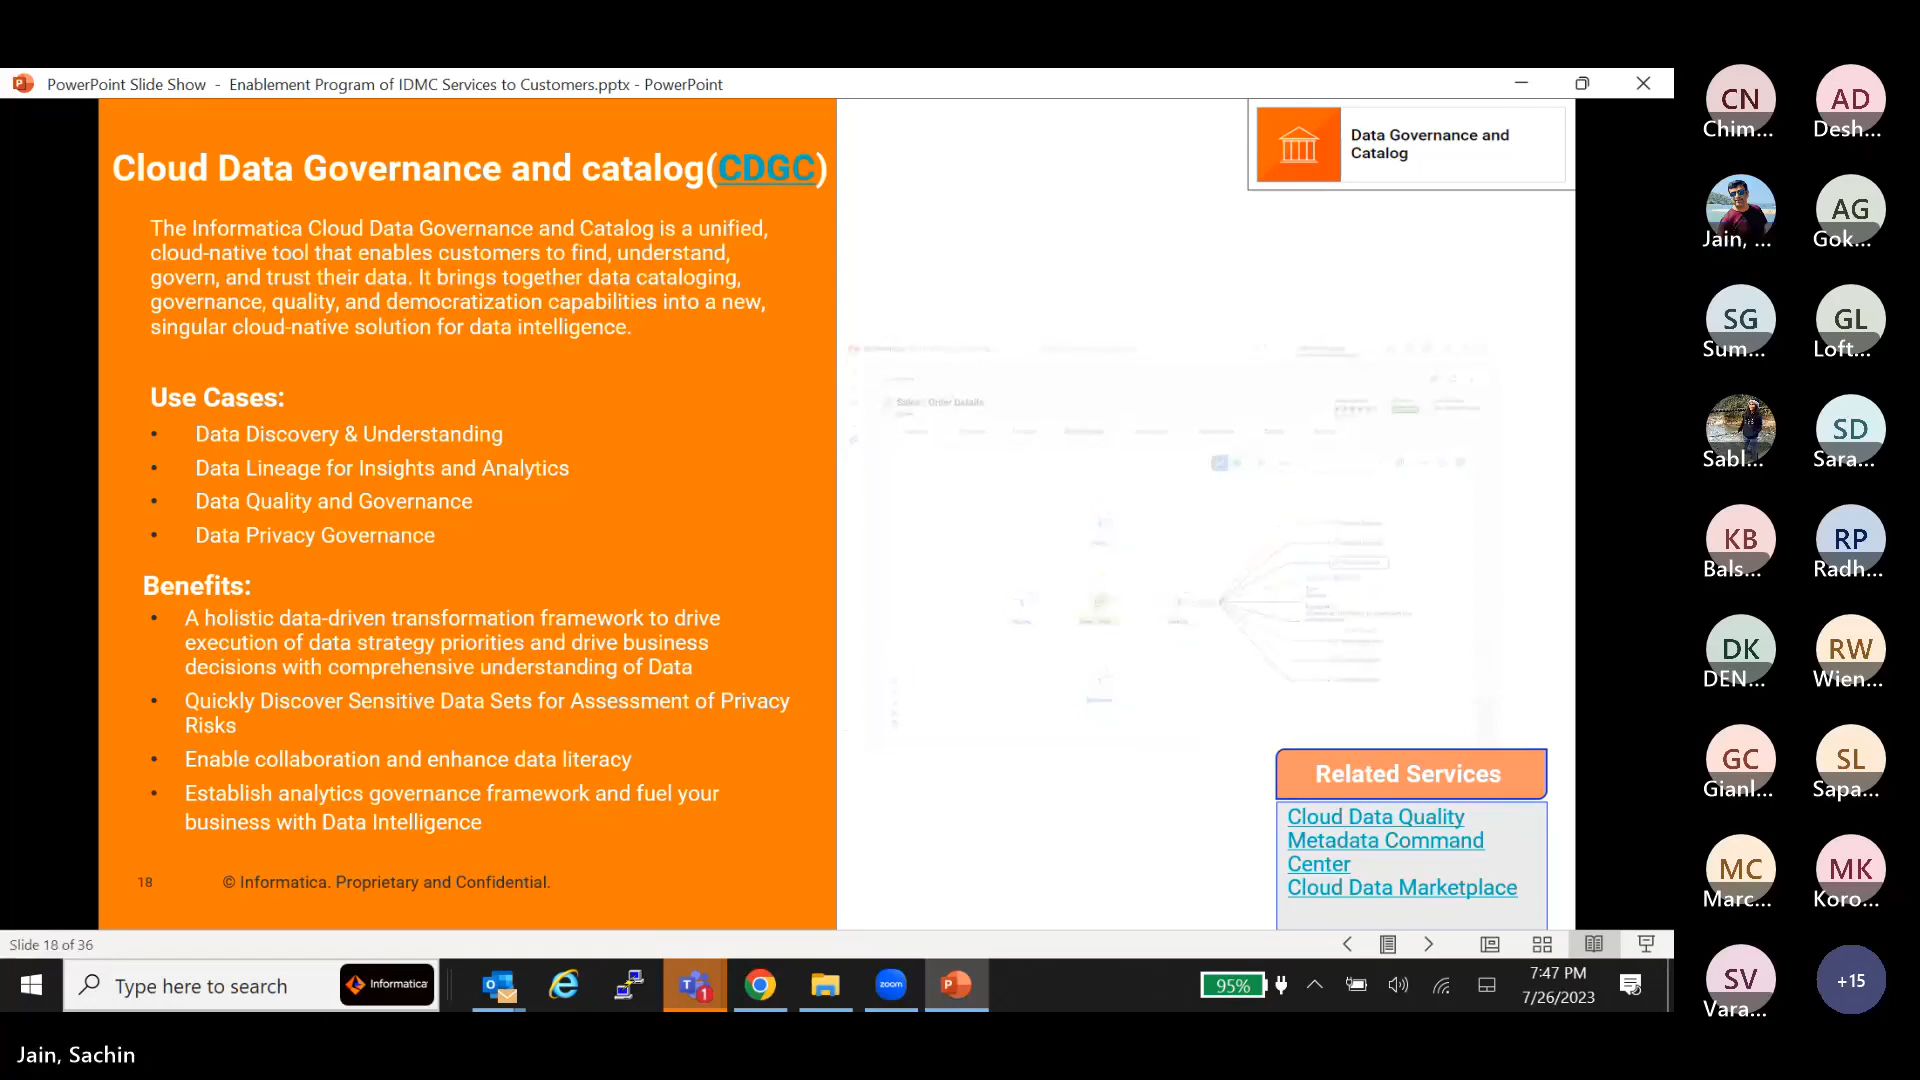 PowerPoint Slide Show - Enablement Program of IDMC Services to Customers.pptx - PowerPoint
Cloud Data Governance and catalog(CDGC)
The Informatica Cloud Data Governance and Catalog is a unified,
cloud-native tool that enables customers to find, understand,
govern, and trust their data. It brings together data cataloging,
governance, quality, and democratization capabilities into a new,
singular cloud-native solution for data intelligence.
Use Cases:
• Data Discovery & Understanding
• Data Lineage for Insights and Analytics
• Data Quality and Governance
• Data Privacy Governance
Benefits:
• A holistic data-driven transformation framework to drive
execution of data strategy priorities and drive business
decisions with comprehensive understanding of Data
• Quickly Discover Sensitive Data Sets for Assessment of Privacy
Risks
• Enable collaboration and enhance data literacy
• Establish analytics governance framework and fuel your
business with Data Intelligence
18 © Informatica. Proprietary and Confidential.
Data Governance and
Catalog
Order Details
Related Services
Cloud Data Quality
Metadata Command
Center
Cloud Data Marketplace
Slide 18 of 36
Type here to search
Informatica
zoom
1
95%
7:47 PM
7/26/2023
CN
Chim...
AD
Desh...
Jain, ...
AG
Gok...
SG
Sum...
GL
Loft...
Sabl...
SD
Sara...
KB
Bals...
RP
Radh...
DK
DEN...
RW
Wien...
GC
Gianl...
SL
Sapa...
MC
Marc...
MK
Koro...
SV
Vara...
+15
Jain, Sachin